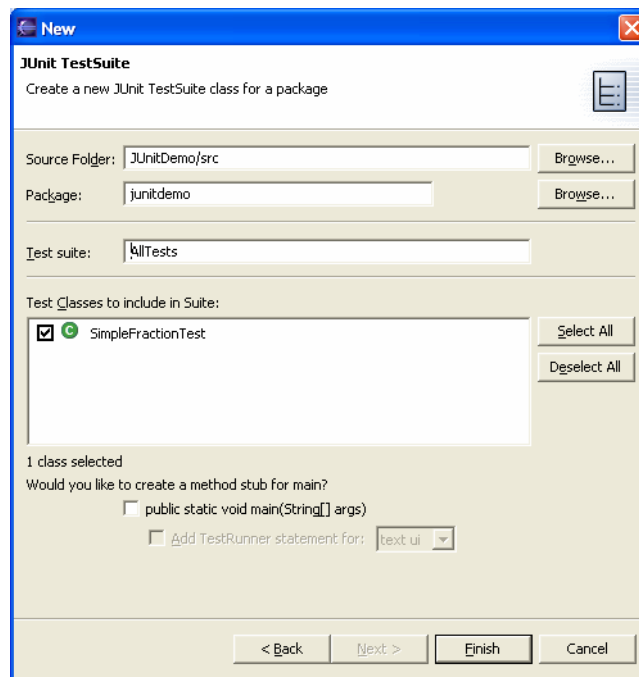 New
JUnit TestSuite
Create a new JUnit TestSuite class for a package
Source Folder: JUnitDemo/src Browse...
Package: junitdemo Browse...
Test suite: AllTests
Test Classes to include in Suite:
C SimpleFractionTest Select All
Deselect All
1 class selected
Would you like to create a method stub for main?
public static void main(String[] args)
Add TestRunner statement for: text ui
< Back Next > Finish Cancel